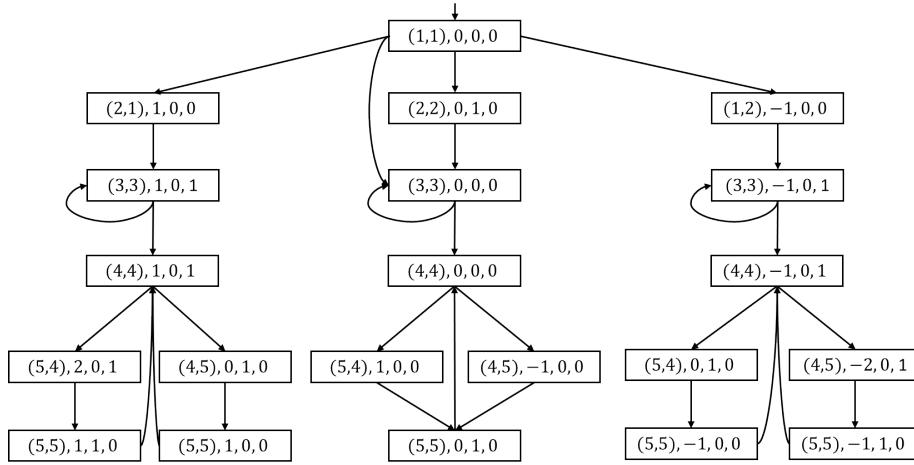 (1,1), 0, 0, 0
(2,1), 1, 0, 0
(2,2), 0, 1, 0
(1,2), −1, 0, 0
(3,3), 1, 0, 1
(3,3), 0, 0, 0
(3,3), −1, 0, 1
(4,4), 1, 0, 1
(4,4), 0, 0, 0
(4,4), −1, 0, 1
(5,4), 2, 0, 1
(4,5), 0, 1, 0
(5,4), 1, 0, 0
(4,5), −1, 0, 0
(5,4), 0, 1, 0
(4,5), −2, 0, 1
(5,5), 1, 1, 0
(5,5), 1, 0, 0
(5,5), 0, 1, 0
(5,5), −1, 0, 0
(5,5), −1, 1, 0